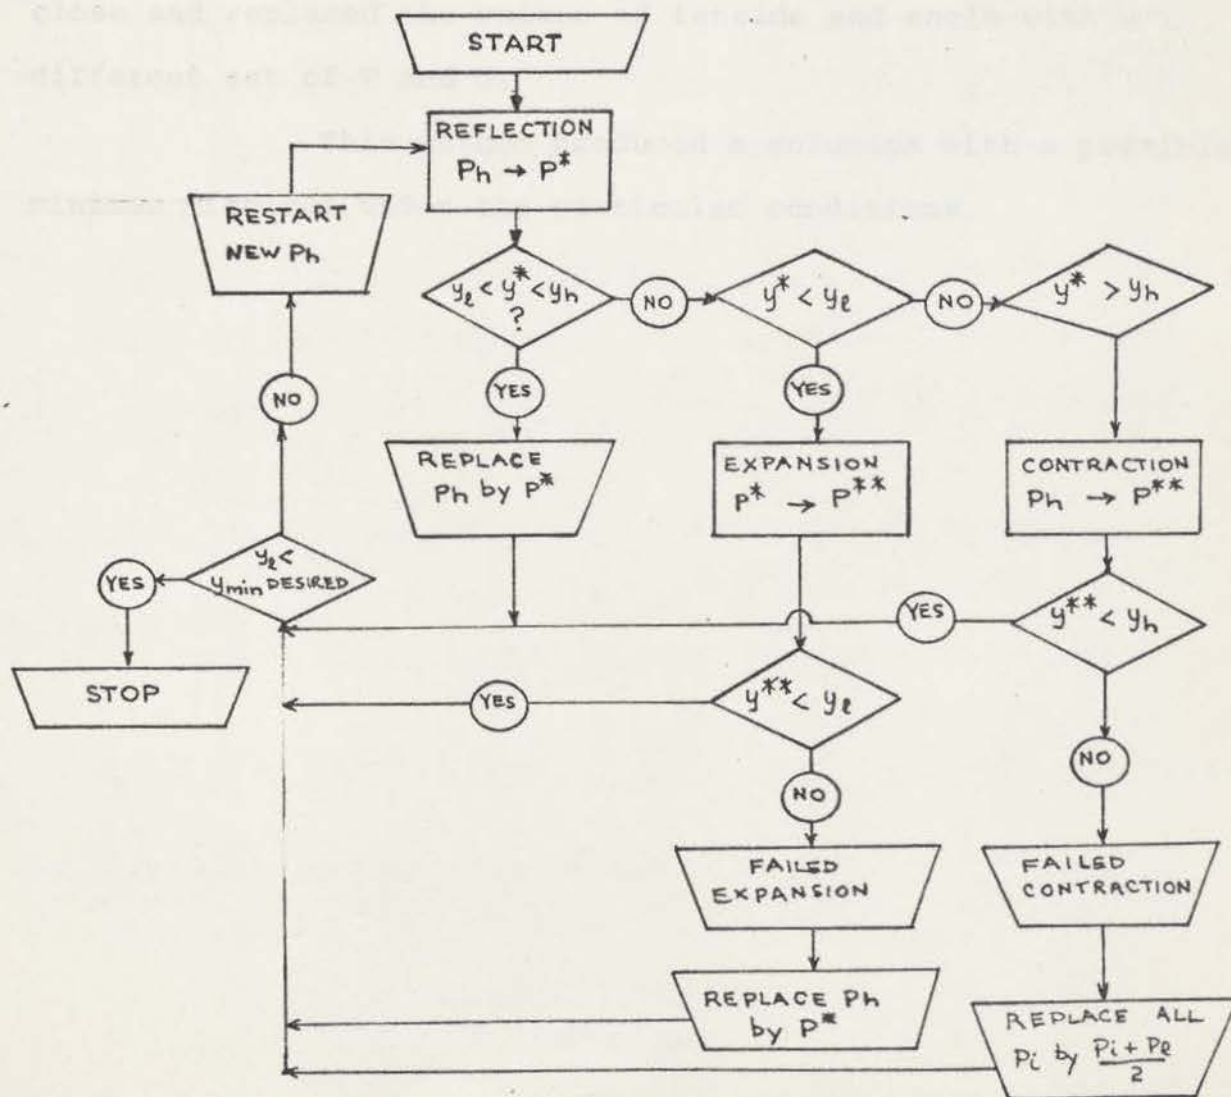 START
REFLECTION
Ph → P*
RESTART
NEW Ph
yℓ < y* < yh
?
NO
y* < yℓ
NO
y* > yh
YES
YES
NO
REPLACE
Ph by P*
EXPANSION
P* → P**
CONTRACTION
Ph → P**
yℓ <
ymin DESIRED
YES
YES
y** < yh
STOP
YES
y** < yℓ
NO
NO
FAILED
EXPANSION
FAILED
CONTRACTION
REPLACE Ph
by P*
REPLACE ALL
Pi by Pi + Pℓ / 2